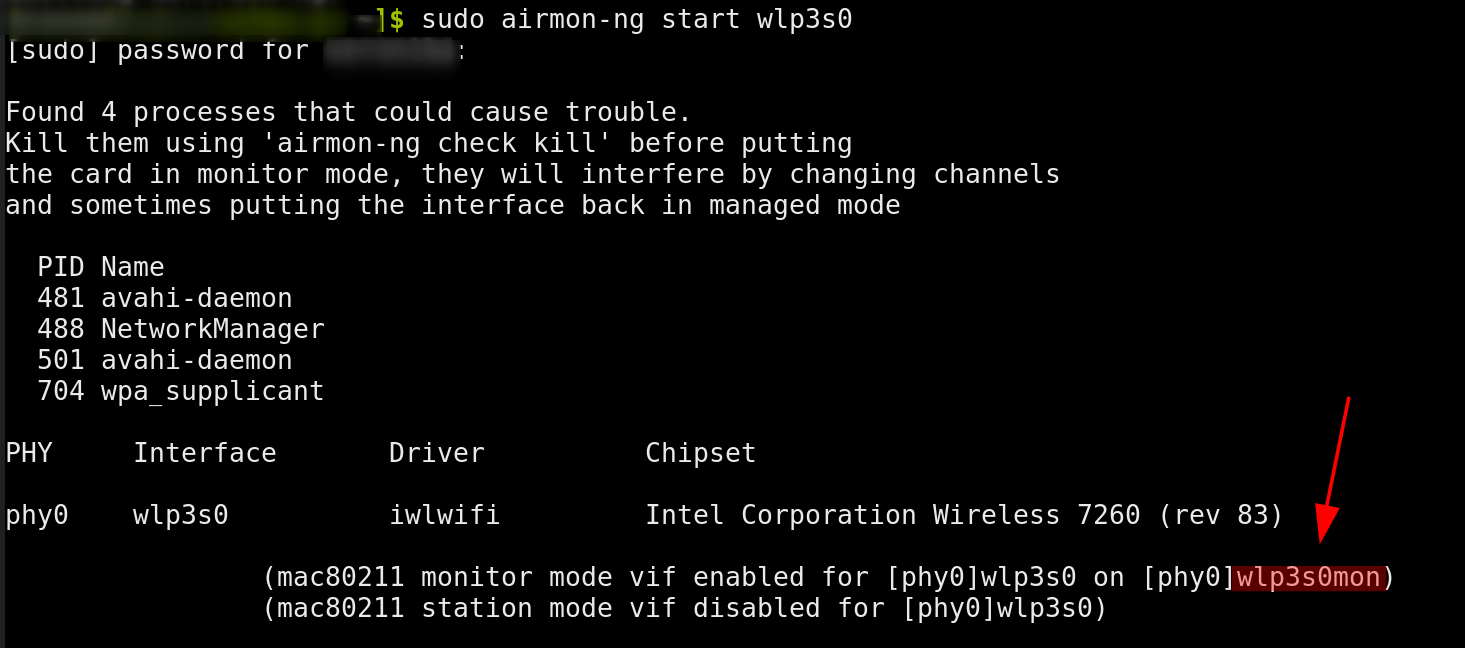 ~]$ sudo airmon-ng start wlp3s0
[sudo] password for :
Found 4 processes that could cause trouble.
Kill them using 'airmon-ng check kill' before putting
the card in monitor mode, they will interfere by changing channels
and sometimes putting the interface back in managed mode
PID Name
481 avahi-daemon
488 NetworkManager
501 avahi-daemon
704 wpa_supplicant
PHY Interface Driver Chipset
phy0 wlp3s0 iwlwifi Intel Corporation Wireless 7260 (rev 83)
(mac80211 monitor mode vif enabled for [phy0]wlp3s0 on [phy0]wlp3s0mon)
(mac80211 station mode vif disabled for [phy0]wlp3s0)